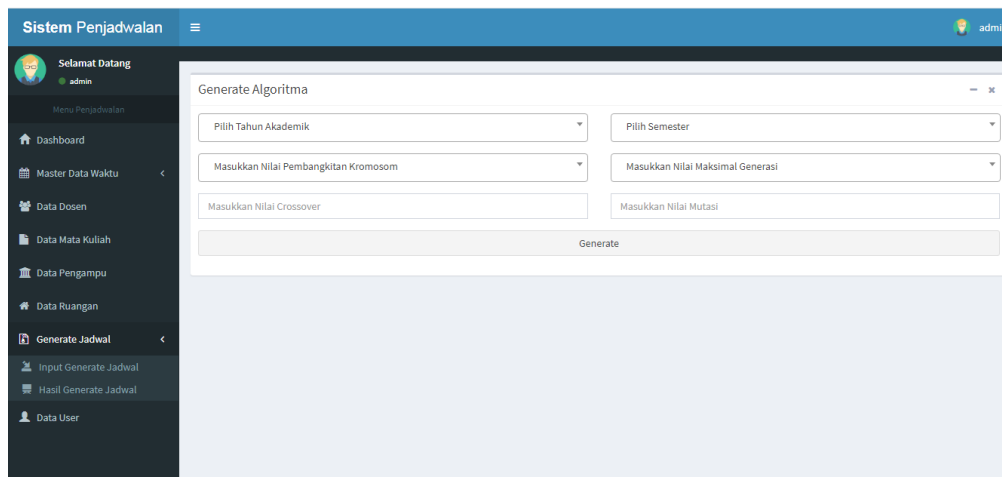 Sistem Penjadwalan
admi
Selamat Datang
admin
Menu Penjadwalan
Dashboard
Master Data Waktu
Data Dosen
Data Mata Kuliah
Data Pengampu
Data Ruangan
Generate Jadwal
Input Generate Jadwal
Hasil Generate Jadwal
Data User
Generate Algoritma
Pilih Tahun Akademik
Pilih Semester
Masukkan Nilai Pembangkitan Kromosom
Masukkan Nilai Maksimal Generasi
Masukkan Nilai Crossover
Masukkan Nilai Mutasi
Generate